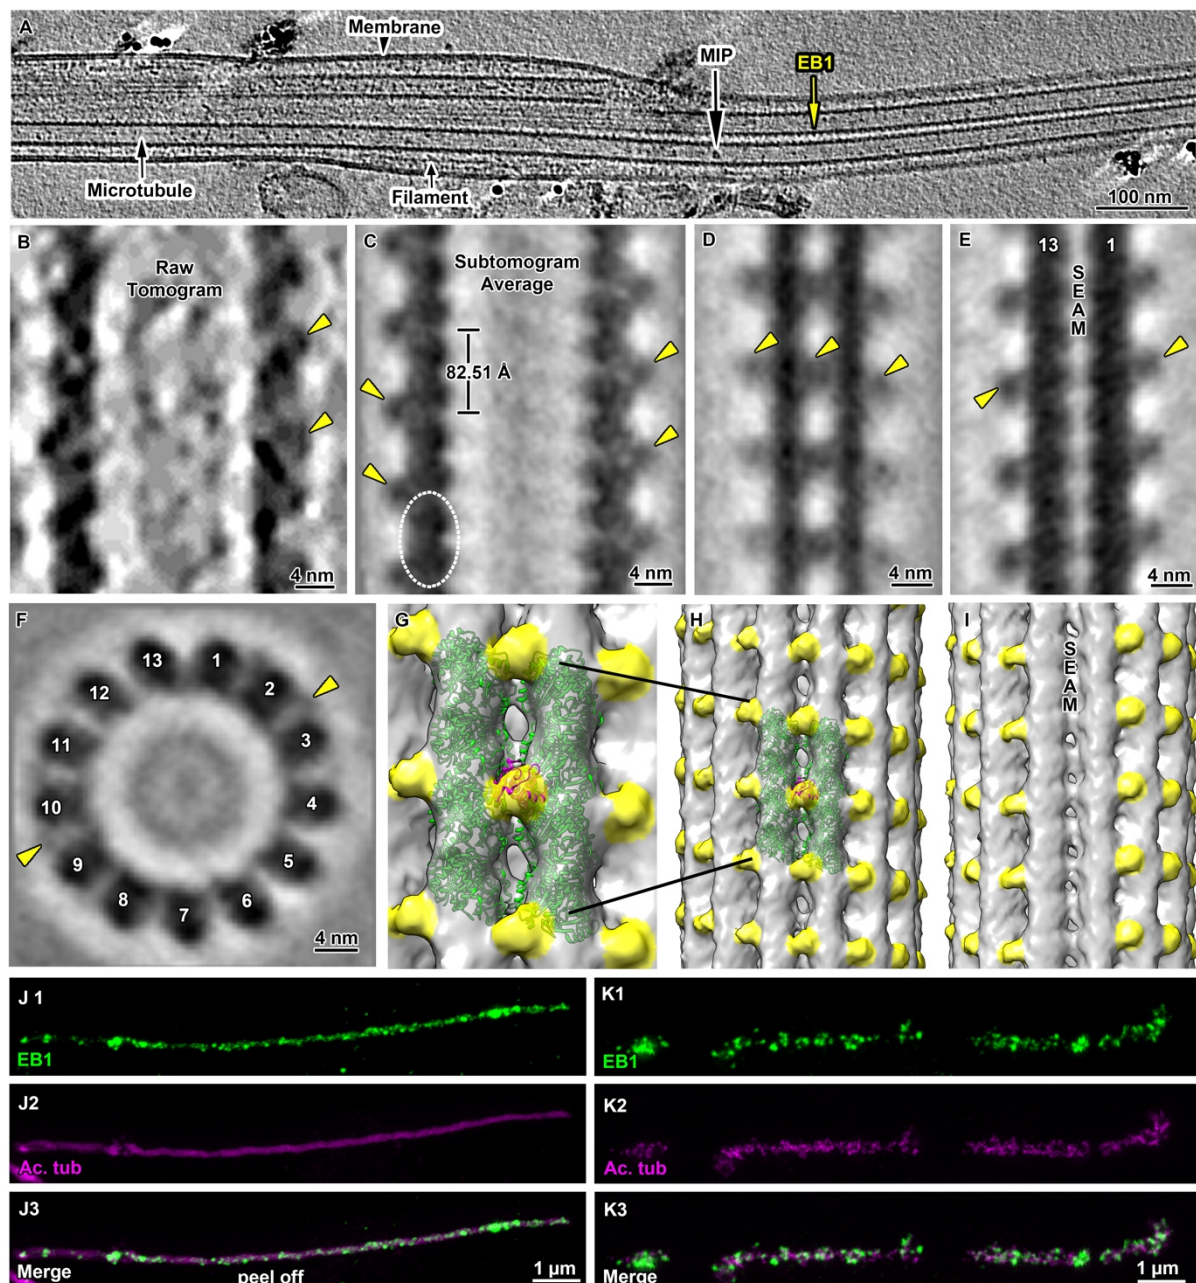 A
Membrane
MIP
EB1
Microtubule
Filament
100 nm
B
Raw
Tomogram
4 nm
C
Subtomogram
Average
82.51 Å
4 nm
D
4 nm
E
13
1
SEAM
4 nm
F
13
1
12
2
11
3
10
4
9
5
8
7
6
4 nm
G
H
I
SEAM
J 1
EB1
J2
Ac. tub
J3
Merge
peel off
1 µm
K1
EB1
K2
Ac. tub
K3
Merge
1 µm